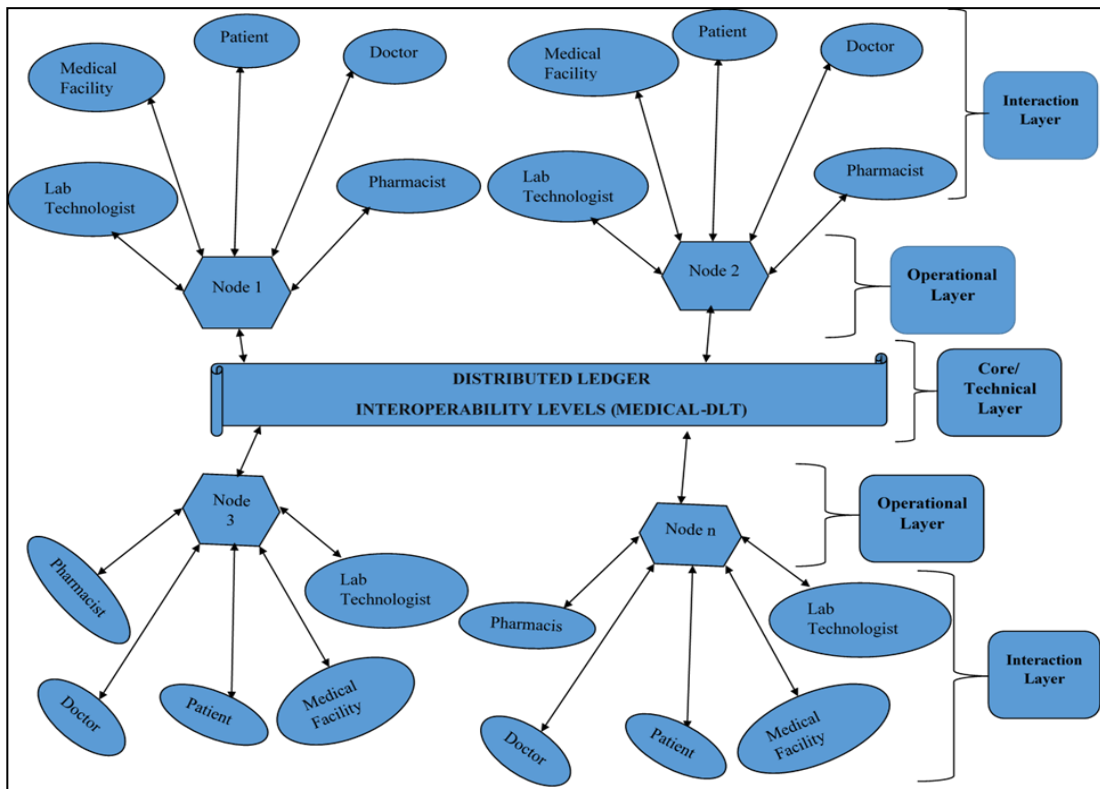 Patient
Doctor
Medical
Facility
Lab
Technologist
Pharmacist
Node 1
Patient
Doctor
Medical
Facility
Lab
Technologist
Pharmacist
Node 2
Interaction
Layer
Operational
Layer
DISTRIBUTED LEDGER
INTEROPERABILITY LEVELS (MEDICAL-DLT)
Core/
Technical
Layer
Node
3
Pharmacist
Lab
Technologist
Doctor
Patient
Medical
Facility
Node n
Pharmacis
Lab
Technologist
Doctor
Patient
Medical
Facility
Operational
Layer
Interaction
Layer